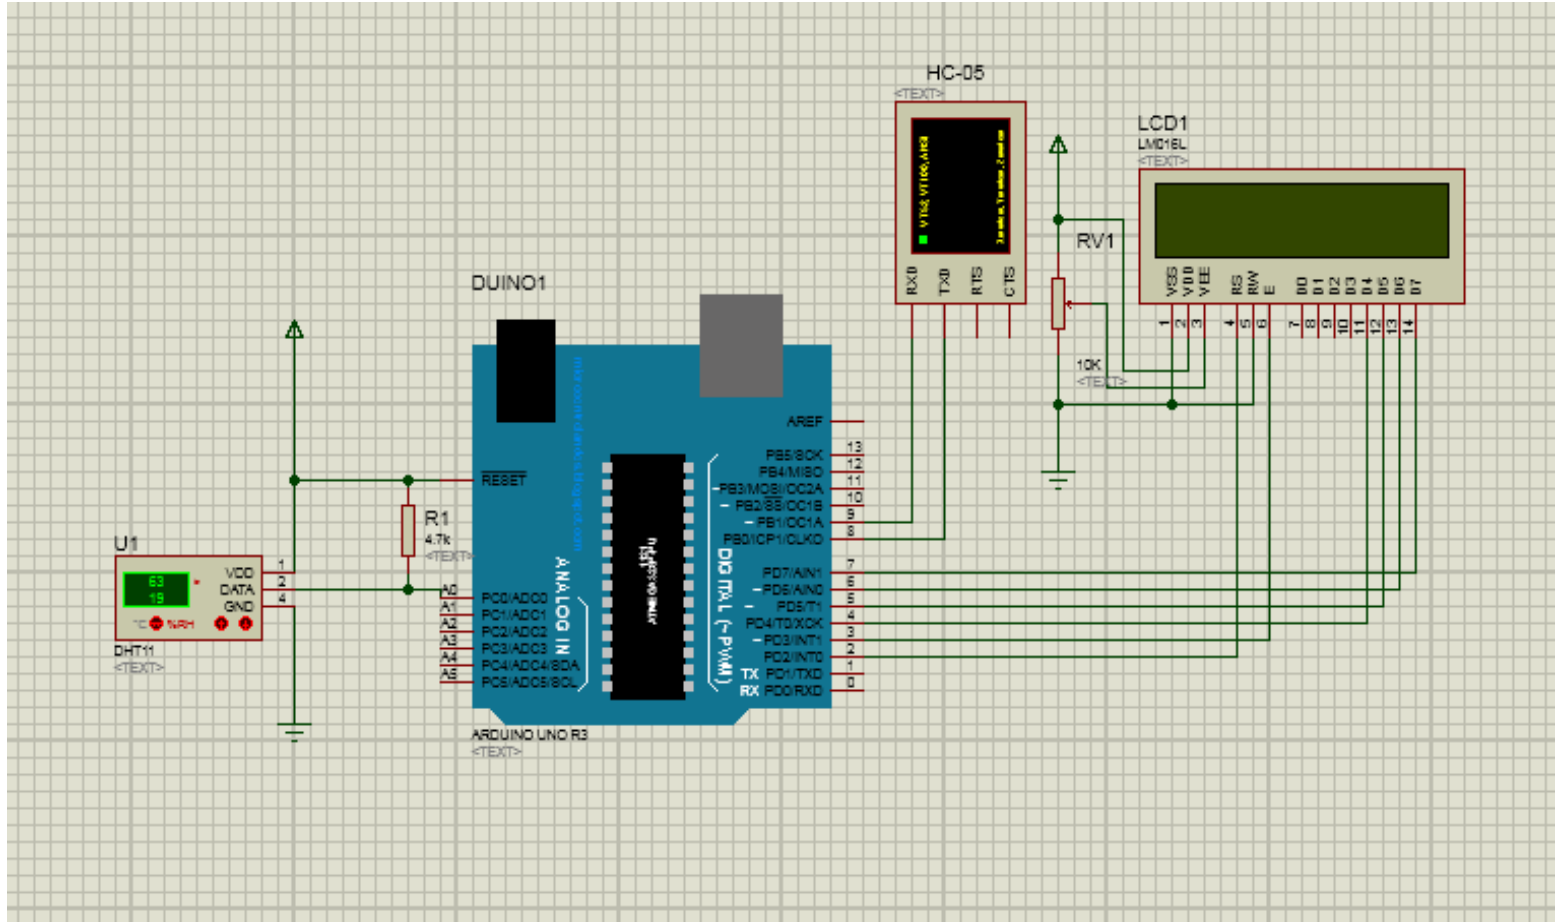 HC-05
<TEXT>
VT52, VT100, ANSI
RXD
TXD
RTS
CTS
LCD1
LM016L
<TEXT>
VSS
VDD
VEE
RS
RW
E
D0
D1
D2
D3
D4
D5
D6
D7
1
2
3
4
5
6
7
8
9
10
11
12
13
14
RV1
10K
<TEXT>
DUINO1
RESET
AREF
PB5/SCK
13
PB4/MISO
12
~PB3/MOSI/OC2A
11
~PB2/SS/OC1B
10
~PB1/OC1A
9
PB0/ICP1/CLKO
8
PD7/AIN1
7
~PD6/AIN0
6
~PD5/T1
5
PD4/T0/XCK
4
~PD3/INT1
3
PD2/INT0
2
TX PD1/TXD
1
RX PD0/RXD
0
DIGITAL (~PWM)
ANALOG IN
A0
PC0/ADC0
A1
PC1/ADC1
A2
PC2/ADC2
A3
PC3/ADC3
A4
PC4/ADC4/SDA
A5
PC5/ADC5/SCL
ARDUINO UNO R3
<TEXT>
R1
4.7k
<TEXT>
U1
63
19
°C
%RH
VDD
1
DATA
2
GND
4
DHT11
<TEXT>